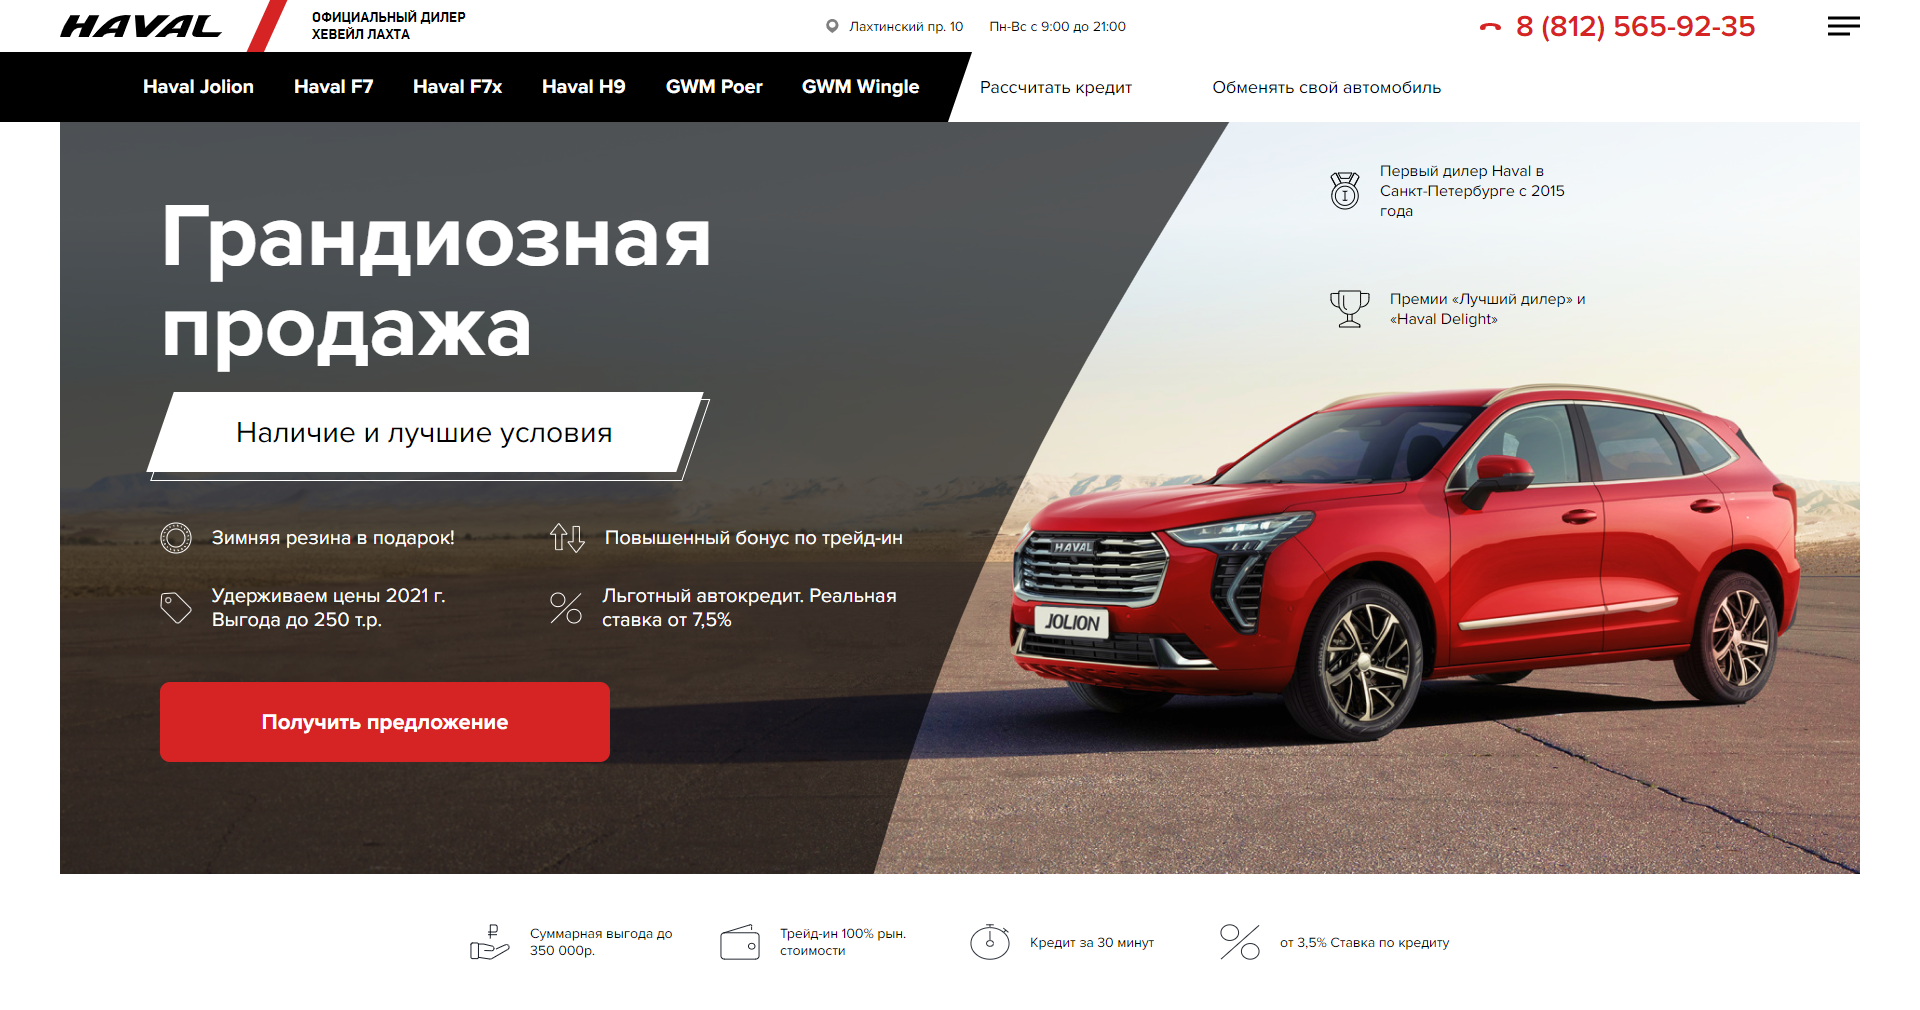 HAVAL
ОФИЦИАЛЬНЫЙ ДИЛЕР
ХЕВЕЙЛ ЛАХТА
Лахтинский пр. 10
Пн-Вс с 9:00 до 21:00
8 (812) 565-92-35
Haval Jolion
Haval F7
Haval F7x
Haval H9
GWM Poer
GWM Wingle
Рассчитать кредит
Обменять свой автомобиль
Грандиозная
продажа
Наличие и лучшие условия
Зимняя резина в подарок!
Повышенный бонус по трейд-ин
Удерживаем цены 2021 г.
Выгода до 250 т.р.
Льготный автокредит. Реальная
ставка от 7,5%
Получить предложение
Первый дилер Haval в
Санкт-Петербурге с 2015
года
Премии «Лучший дилер» и
«Haval Delight»
HAVAL
JOLION
Суммарная выгода до
350 000р.
Трейд-ин 100% рын.
стоимости
Кредит за 30 минут
от 3,5% Ставка по кредиту